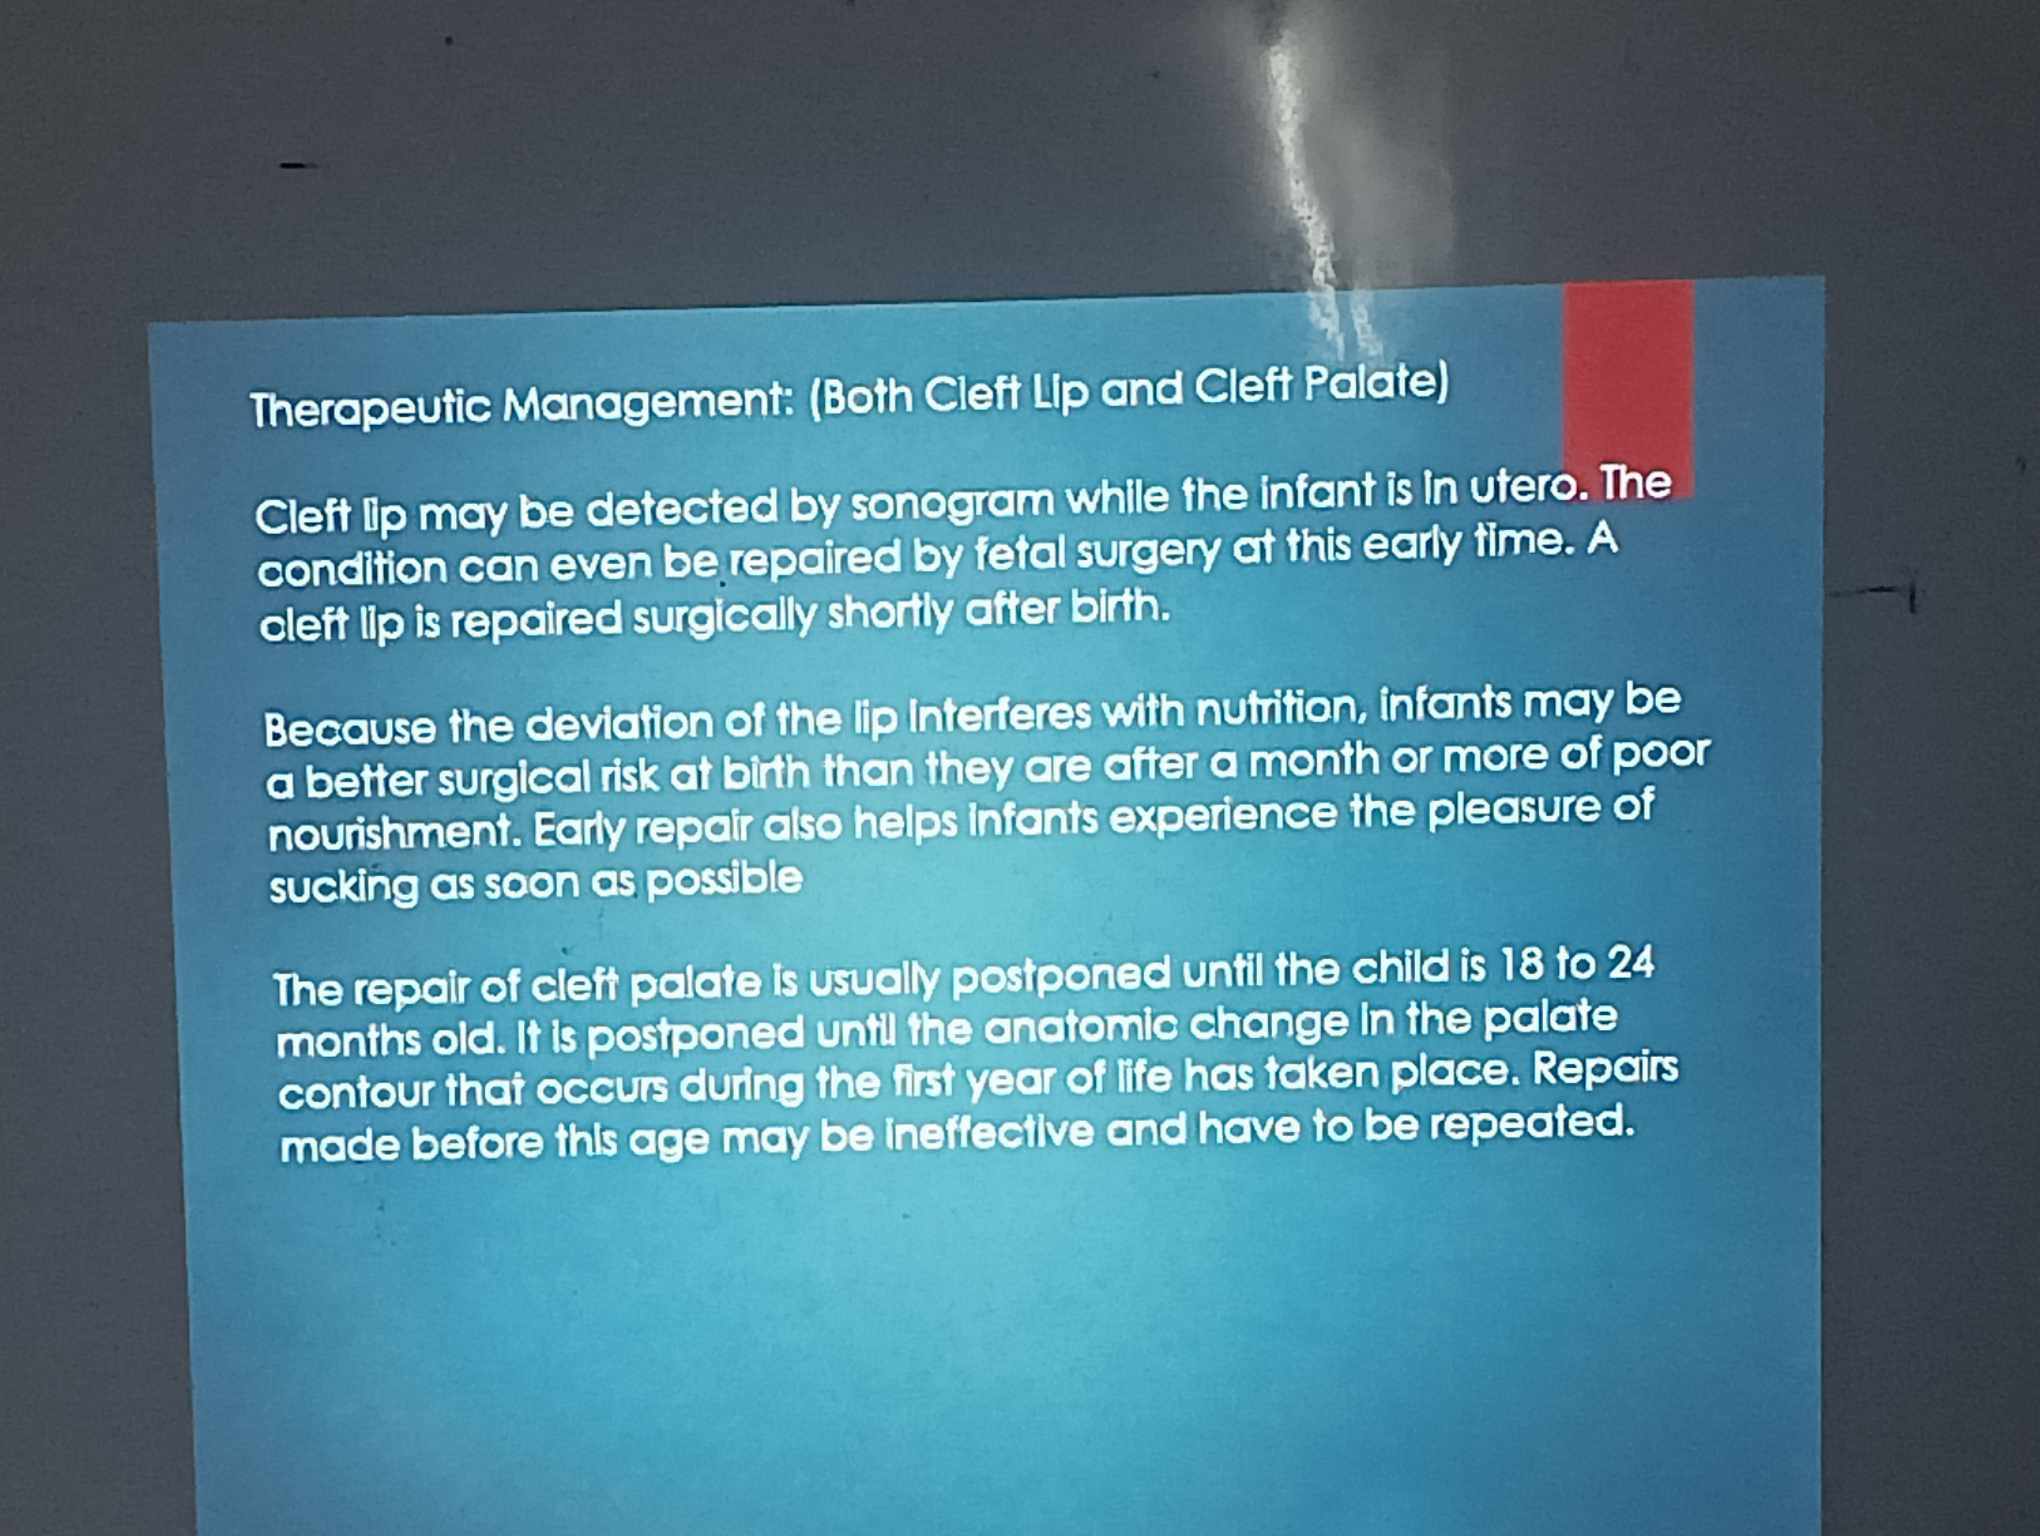 Therapeutic Management: (Both Cleft Lip and Cleft Palate)
Cleft lip may be detected by sonogram while the infant is in utero. The
condition can even be repaired by fetal surgery at this early time. A
cleft lip is repaired surgically shortly after birth.
Because the deviation of the lip interferes with nutrition, infants may be
a better surgical risk at birth than they are after a month or more of poor
nourishment. Early repair also helps infants experience the pleasure of
sucking as soon as possible
The repair of cleft palate is usually postponed until the child is 18 to 24
months old. It is postponed until the anatomic change in the palate
contour that occurs during the first year of life has taken place. Repairs
made before this age may be ineffective and have to be repeated.